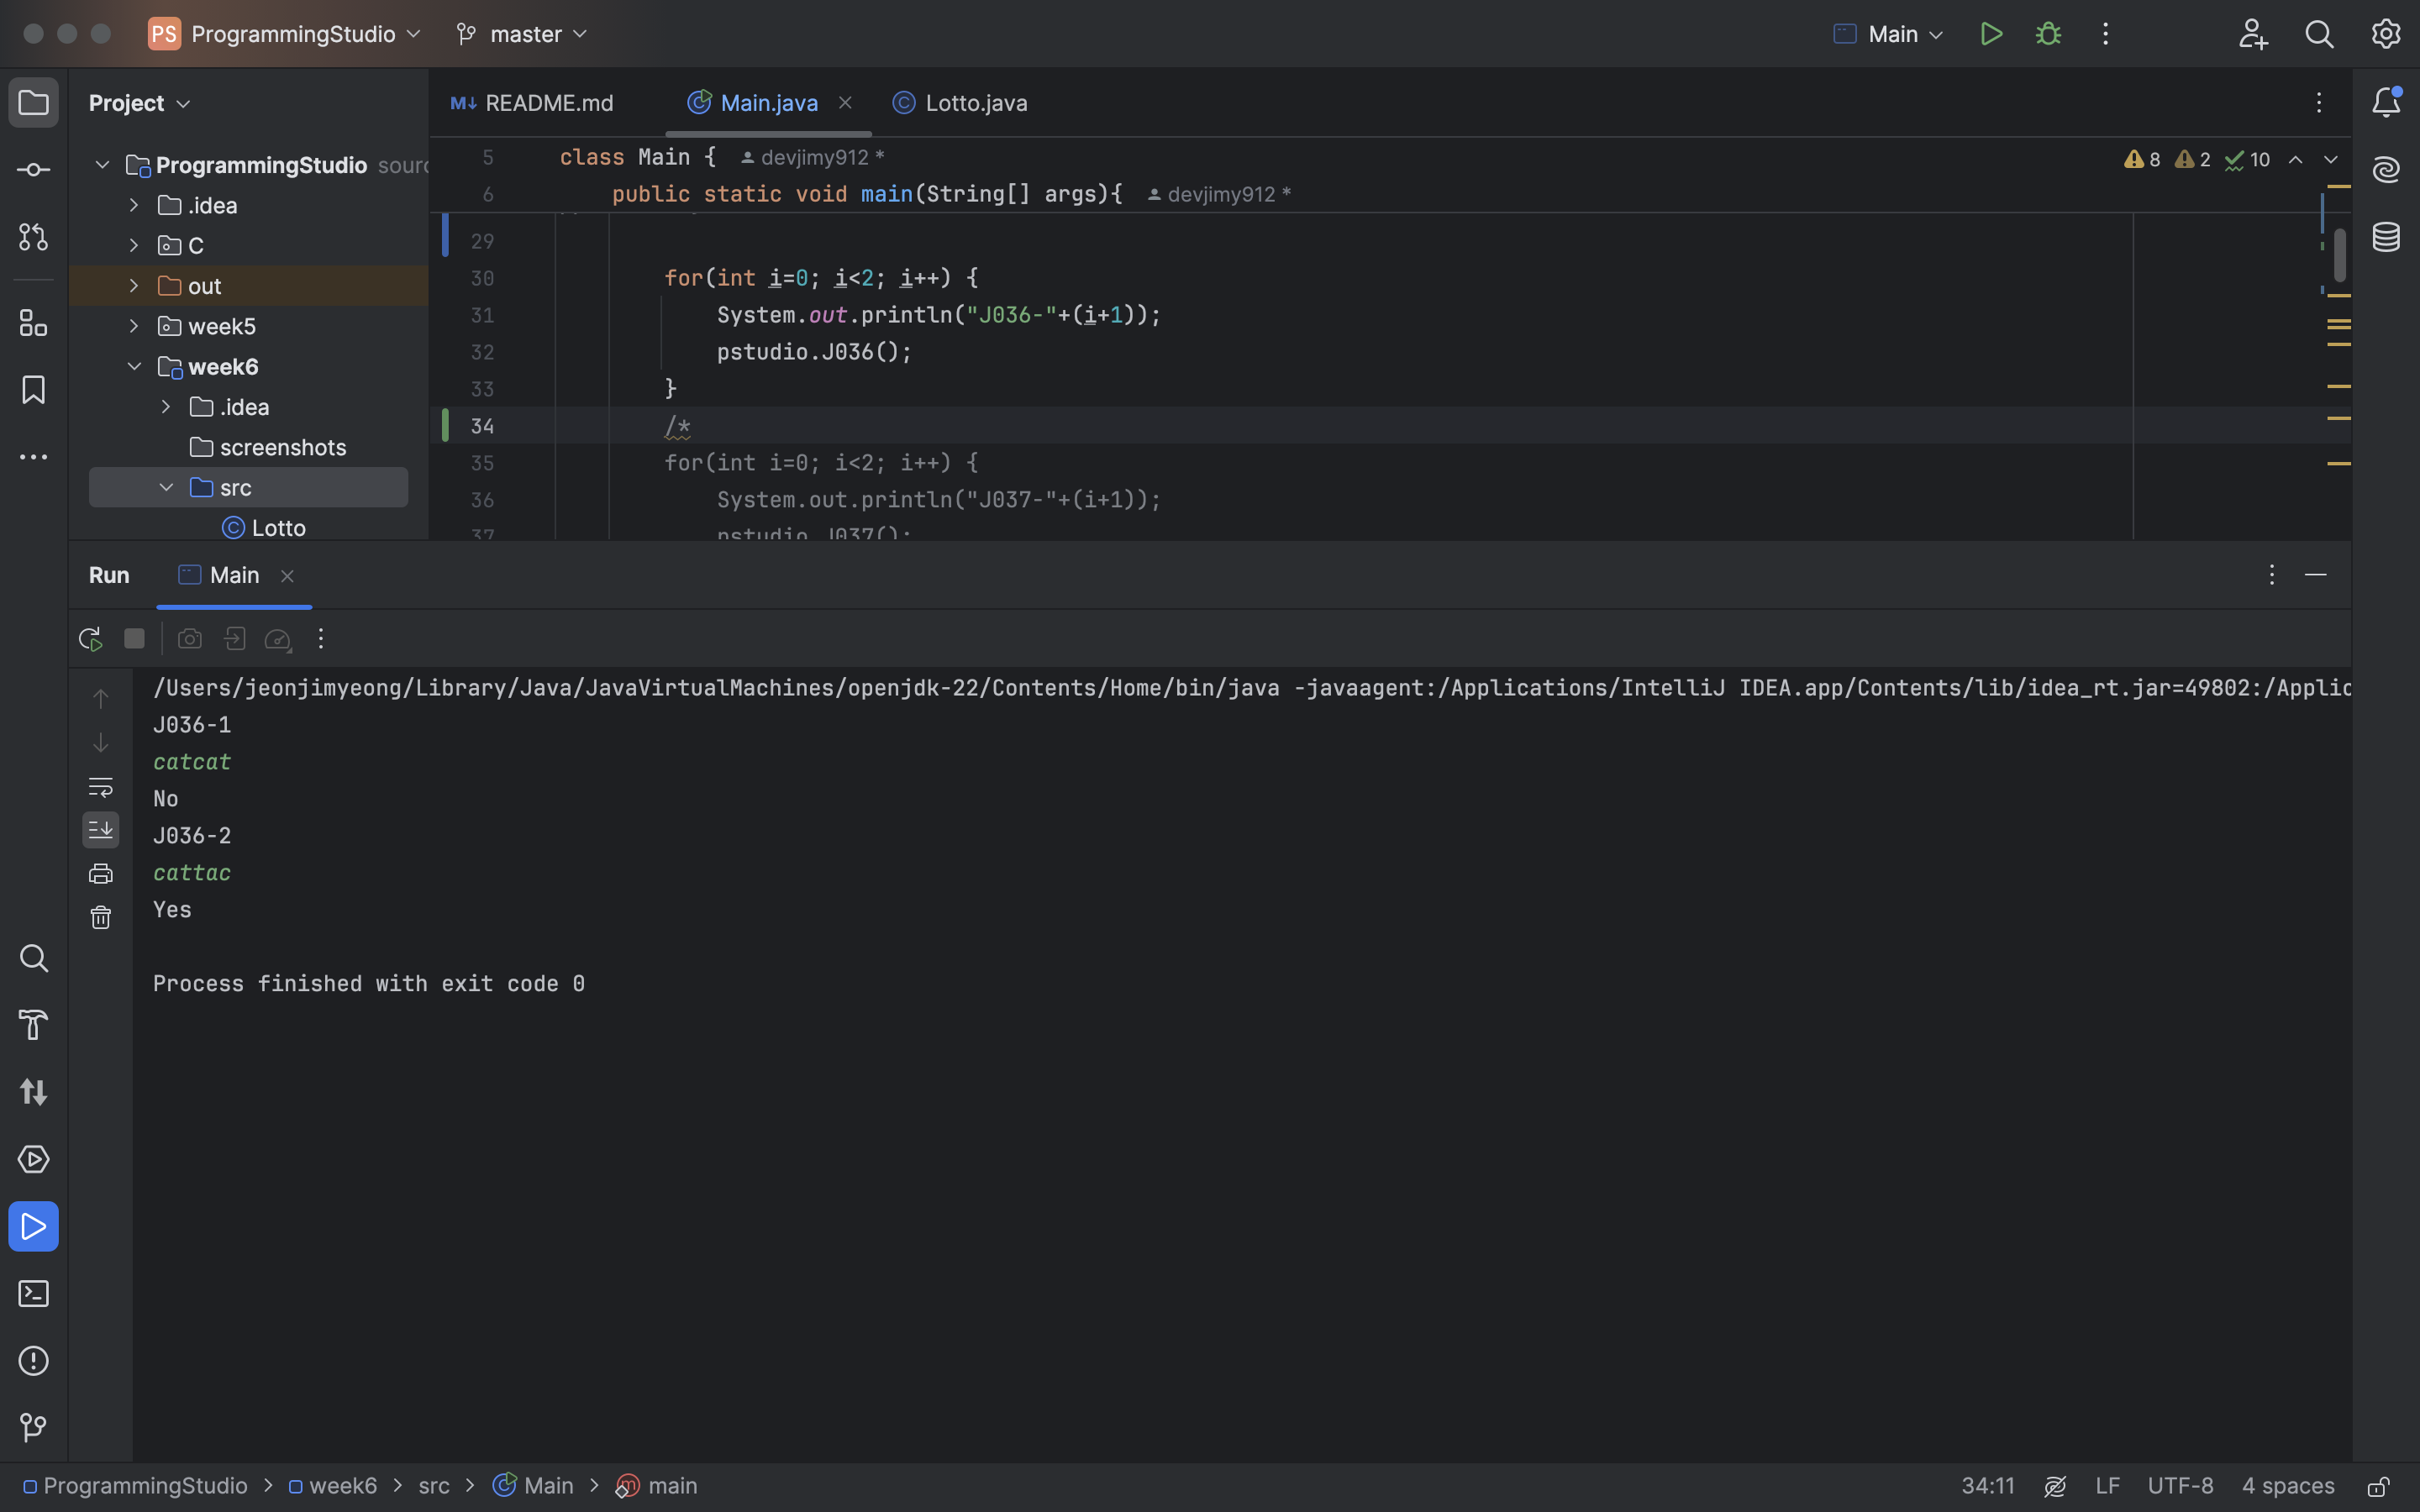 PS ProgrammingStudio master Main
Project
README.md Main.java Lotto.java
ProgrammingStudio sourc
.idea
C
out
week5
week6
.idea
screenshots
src
Lotto
5 class Main { devjimy912 *
8 2 10
6 public static void main(String[] args){ devjimy912 *
29
30 for(int i=0; i<2; i++) {
31 System.out.println("J036-"+(i+1));
32 pstudio.J036();
33 }
34 /*
35 for(int i=0; i<2; i++) {
36 System.out.println("J037-"+(i+1));
37 pstudio.J037();
Run Main
/Users/jeonjimyeong/Library/Java/JavaVirtualMachines/openjdk-22/Contents/Home/bin/java -javaagent:/Applications/IntelliJ IDEA.app/Contents/lib/idea_rt.jar=49802:/Applic
J036-1
catcat
No
J036-2
cattac
Yes
Process finished with exit code 0
ProgrammingStudio > week6 > src > Main > main
34:11 LF UTF-8 4 spaces